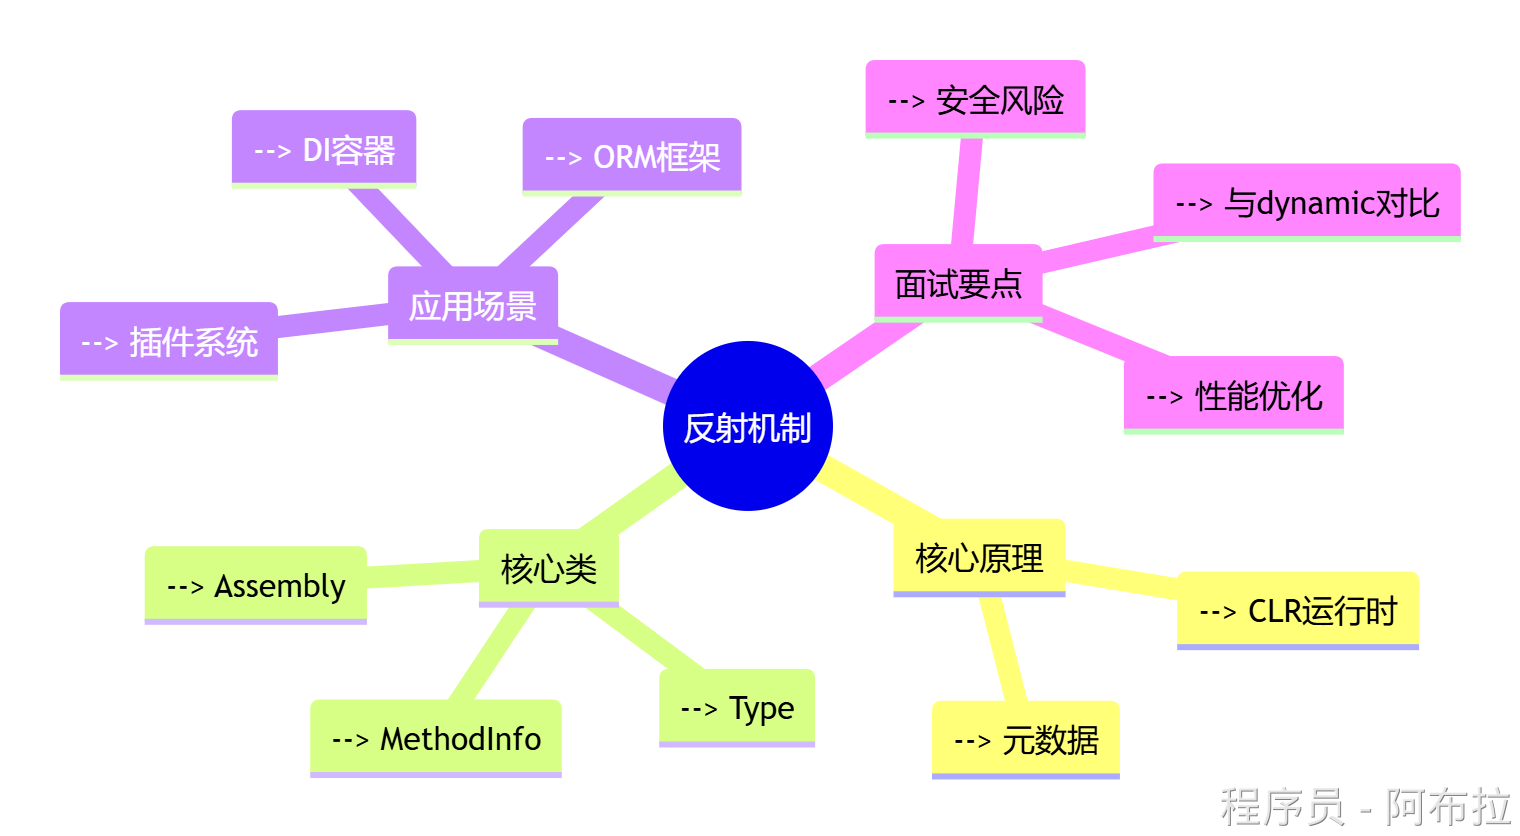 --> 安全风险
--> DI容器
--> ORM框架
--> 与dynamic对比
面试要点
应用场景
--> 插件系统
--> 性能优化
反射机制
核心原理
核心类
--> Assembly
--> CLR运行时
--> Type
--> MethodInfo
--> 元数据
程序员 - 阿布拉